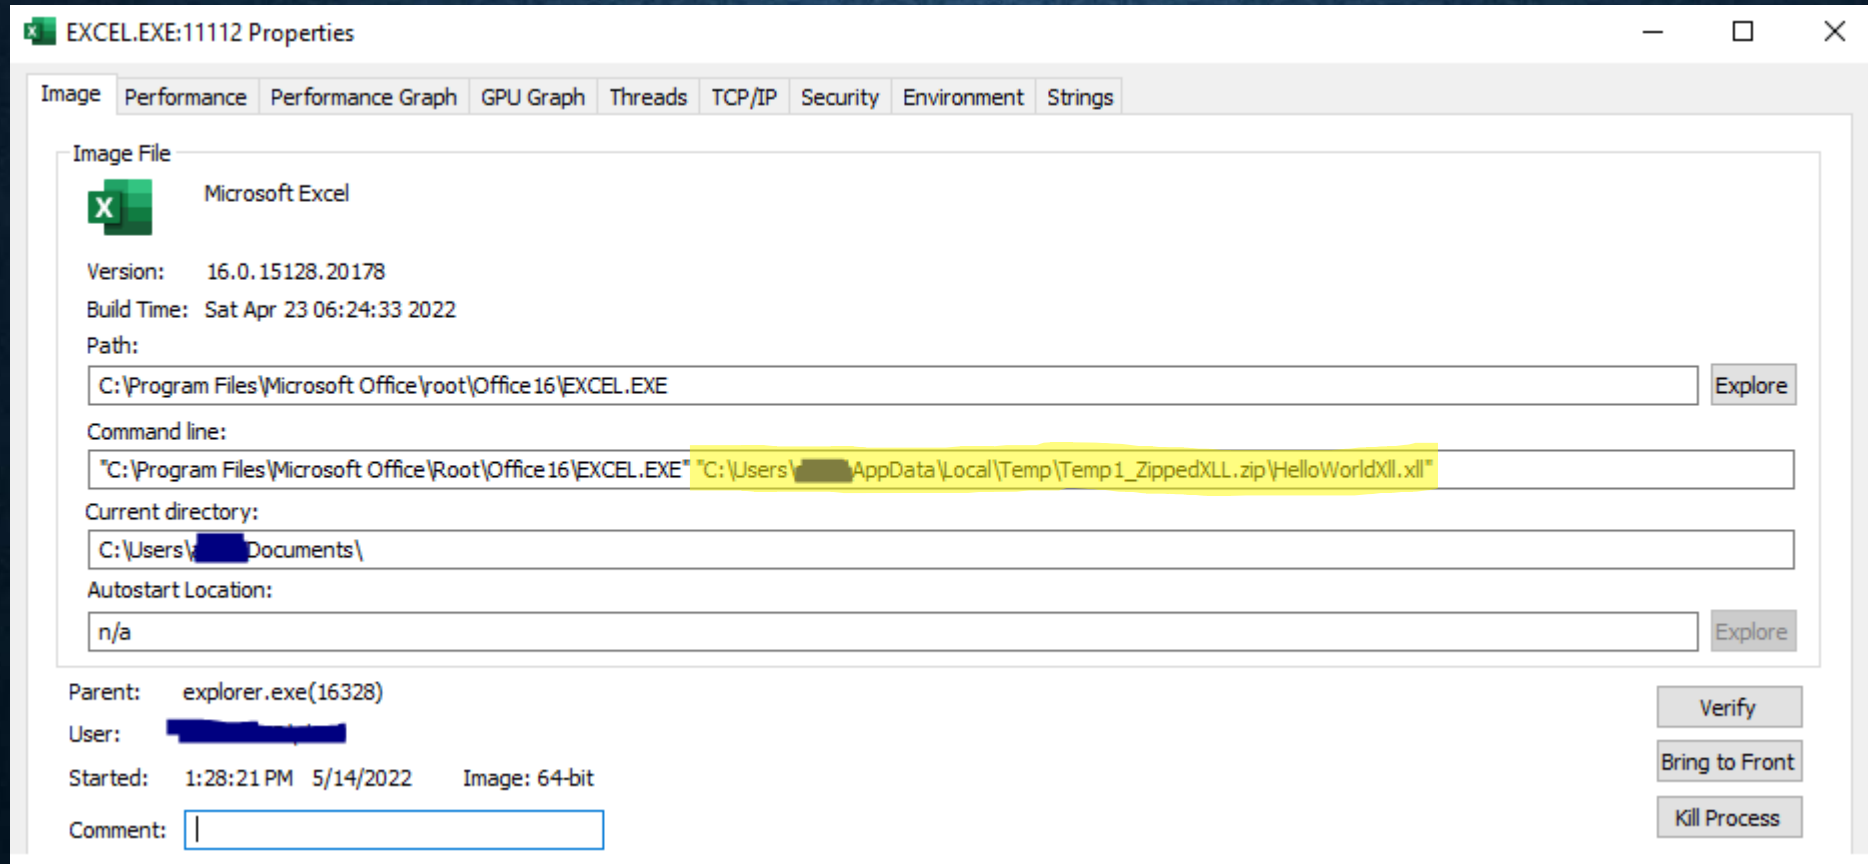 EXCEL.EXE:11112 Properties
Image Performance Performance Graph GPU Graph Threads TCP/IP Security Environment Strings
Image File
Microsoft Excel
Version: 16.0.15128.20178
Build Time: Sat Apr 23 06:24:33 2022
Path:
C:\Program Files\Microsoft Office\root\Office16\EXCEL.EXE Explore
Command line:
"C:\Program Files\Microsoft Office\Root\Office16\EXCEL.EXE" "C:\Users\ \AppData\Local\Temp\Temp1_ZippedXLL.zip\HelloWorldXll.xll"
Current directory:
C:\Users\ Documents\
Autostart Location:
n/a Explore
Parent: explorer.exe(16328)
User:
Verify
Started: 1:28:21 PM 5/14/2022 Image: 64-bit
Bring to Front
Comment:
Kill Process